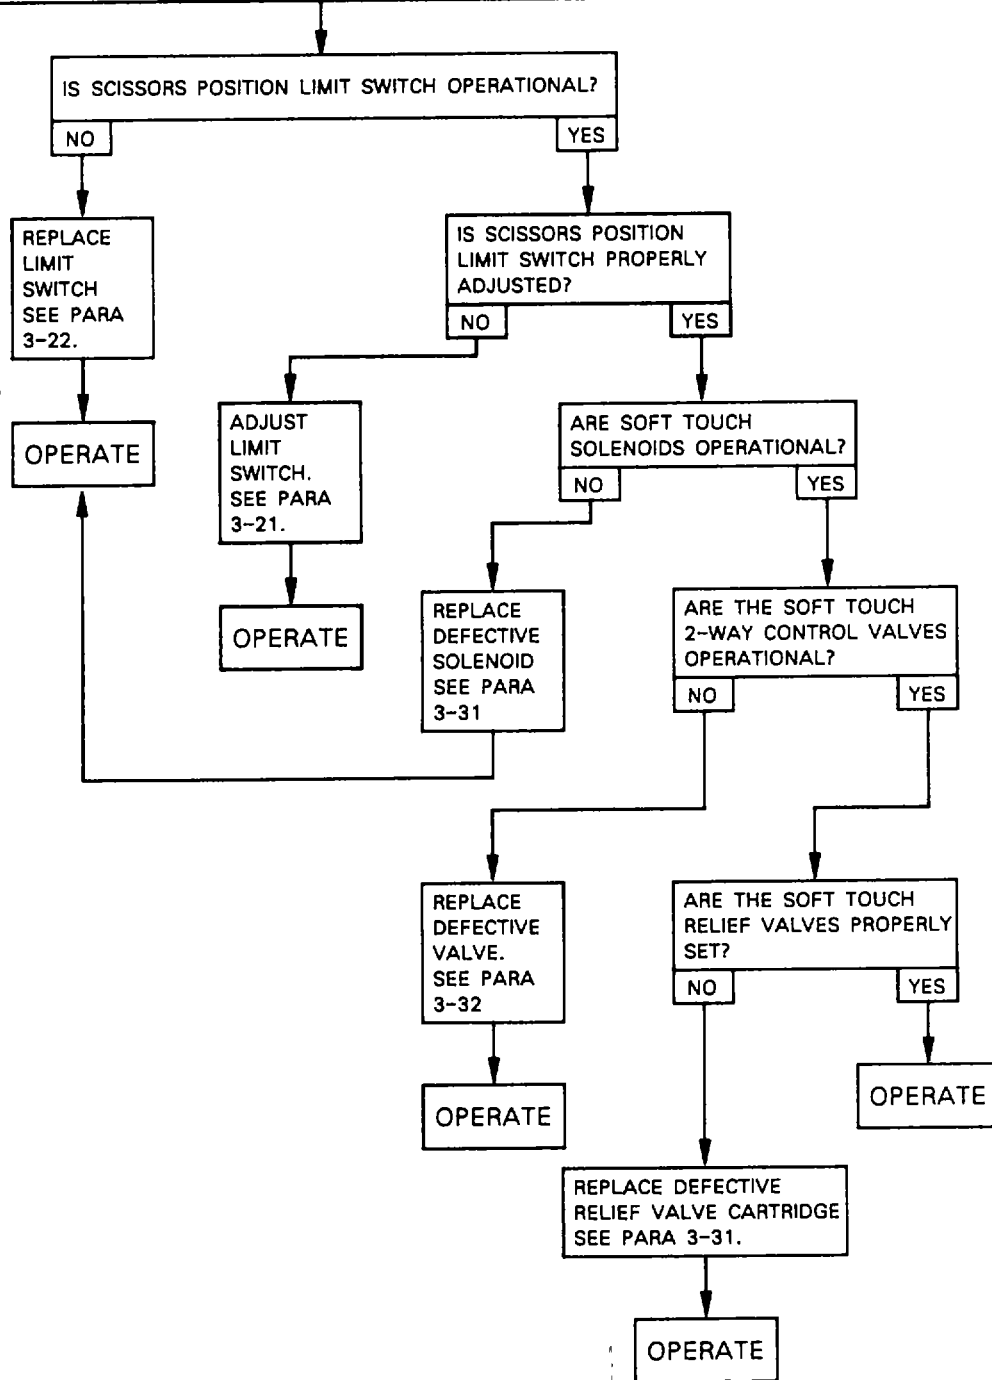 IS SCISSORS POSITION LIMIT SWITCH OPERATIONAL?
NO
YES
REPLACE
LIMIT
SWITCH
SEE PARA
3-22.
OPERATE
IS SCISSORS POSITION
LIMIT SWITCH PROPERLY
ADJUSTED?
NO
YES
ADJUST
LIMIT
SWITCH.
SEE PARA
3-21.
OPERATE
ARE SOFT TOUCH
SOLENOIDS OPERATIONAL?
NO
YES
REPLACE
DEFECTIVE
SOLENOID
SEE PARA
3-31
ARE THE SOFT TOUCH
2-WAY CONTROL VALVES
OPERATIONAL?
NO
YES
REPLACE
DEFECTIVE
VALVE.
SEE PARA
3-32
OPERATE
ARE THE SOFT TOUCH
RELIEF VALVES PROPERLY
SET?
NO
YES
OPERATE
REPLACE DEFECTIVE
RELIEF VALVE CARTRIDGE
SEE PARA 3-31.
OPERATE